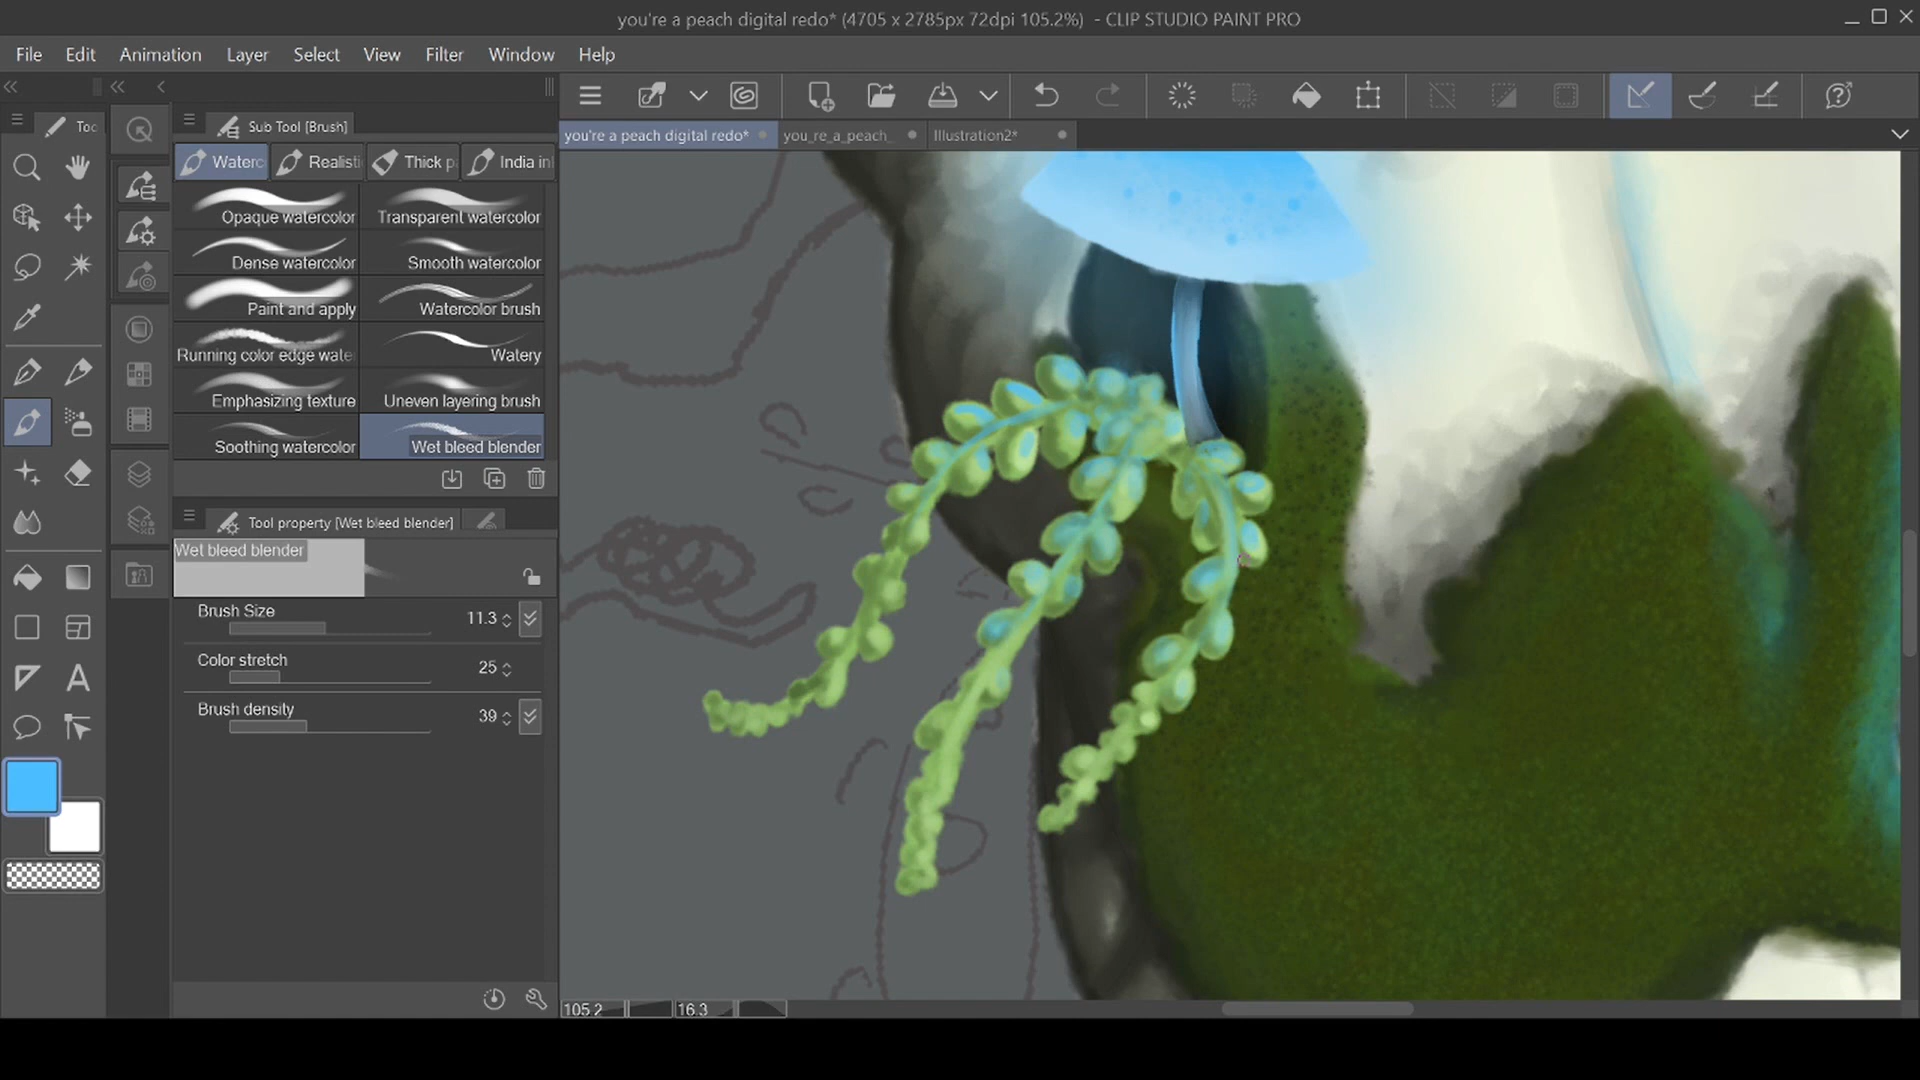 you're a peach digital redo* (4705 x 2785px 72dpi 105.2%) - CLIP STUDIO PAINT PRO
File Edit Animation Layer Select View Filter Window Help
Toc
Sub Tool [Brush]
you're a peach digital redo*
you_re_a_peach_
Illustration2*
Waterc
Realisti
Thick p
India in
Opaque watercolor
Transparent watercolor
Dense watercolor
Smooth watercolor
Paint and apply
Watercolor brush
Running color edge wate
Watery
Emphasizing texture
Uneven layering brush
Soothing watercolor
Wet bleed blender
Tool property [Wet bleed blender]
Wet bleed blender
Brush Size 11.3
Color stretch 25
Brush density 39
105.2
16.3